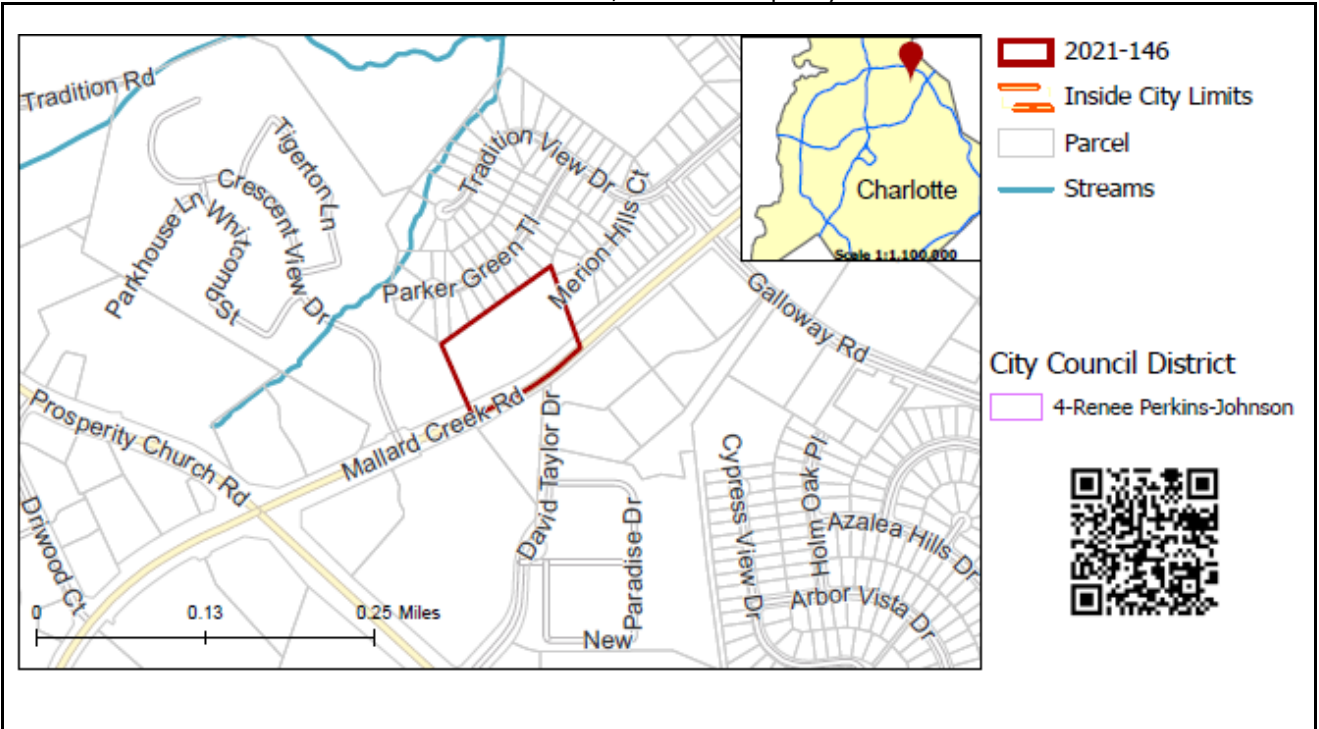 Tradition Rd
Tigerton Ln
Crescent View Dr
Parkhouse Ln
Whitcomb St
Tradition View Dr
Merion Hills Ct
Parker Green Tl
Galloway Rd
Mallard Creek Rd
Prosperity Church Rd
Driwood Ct
David Taylor Dr
Paradise Dr
New
Cypress View Dr
Holm Oak Pl
Azalea Hills Dr
Arbor Vista Dr
0 0.13 0.25 Miles
Charlotte
Scale 1:1,100,000
2021-146
Inside City Limits
Parcel
Streams
City Council District
4-Renee Perkins-Johnson